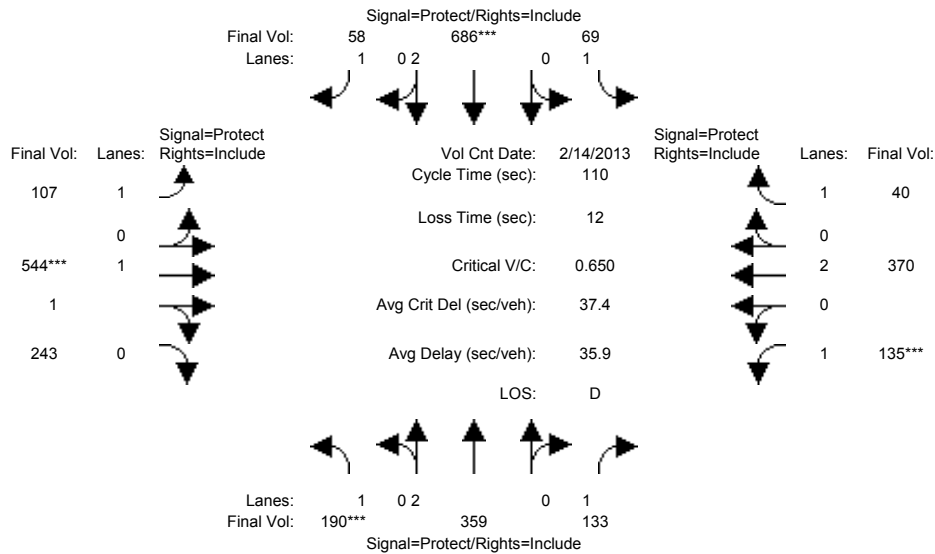 Signal=Protect/Rights=Include
Final Vol: 58 686*** 69
Lanes: 1 0 2 0 1
Signal=Protect Signal=Protect
Final Vol: Lanes: Rights=Include Vol Cnt Date: 2/14/2013 Rights=Include Lanes: Final Vol:
Cycle Time (sec): 110
107 1 1 40
Loss Time (sec): 12
0 0
544*** 1 Critical V/C: 0.650 2 370
1 Avg Crit Del (sec/veh): 37.4 0
243 0 Avg Delay (sec/veh): 35.9 1 135***
LOS: D
Lanes: 1 0 2 0 1
Final Vol: 190*** 359 133
Signal=Protect/Rights=Include